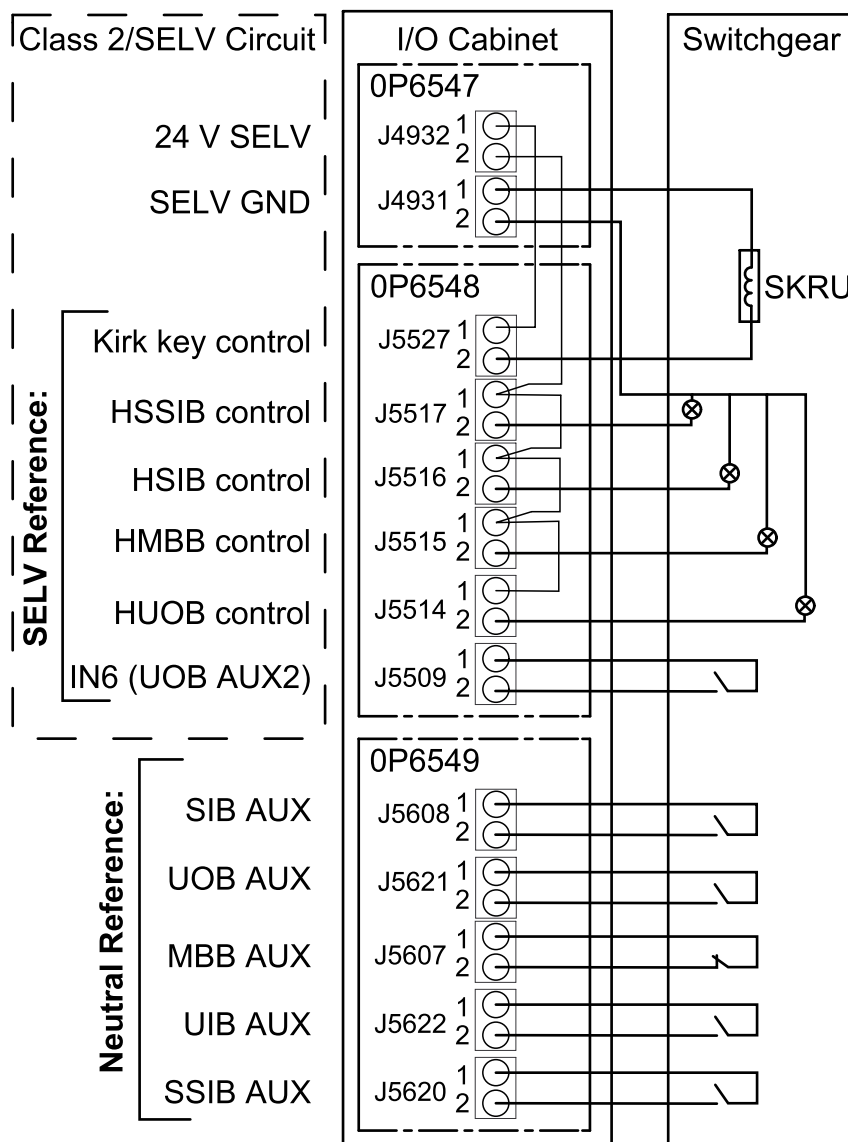 Class 2/SELV Circuit
I/O Cabinet
Switchgear
0P6547
24 V SELV
J4932
1
2
SELV GND
J4931
1
2
0P6548
SKRU
SELV Reference:
Kirk key control
J5527
1
2
HSSIB control
J5517
1
2
HSIB control
J5516
1
2
HMBB control
J5515
1
2
HUOB control
J5514
1
2
IN6 (UOB AUX2)
J5509
1
2
0P6549
Neutral Reference:
SIB AUX
J5608
1
2
UOB AUX
J5621
1
2
MBB AUX
J5607
1
2
UIB AUX
J5622
1
2
SSIB AUX
J5620
1
2